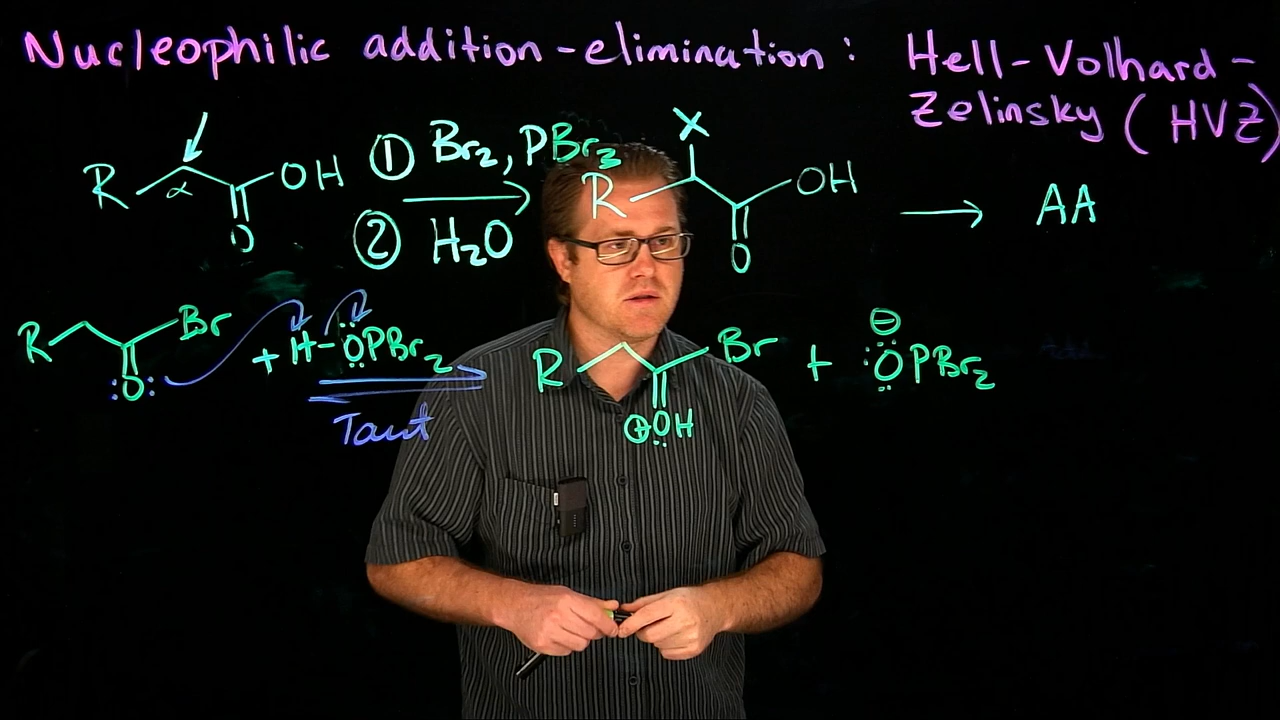 Nucleophilic addition-elimination: Hell-Volhard-
Zelinsky (HVZ)
R α OH O ① Br₂, PBr₃ R X OH O → AA
② H₂O
R Br :O: + H-ÖPBr₂ R Br ⊕ÖH + ⊖ :ÖPBr₂
Taut